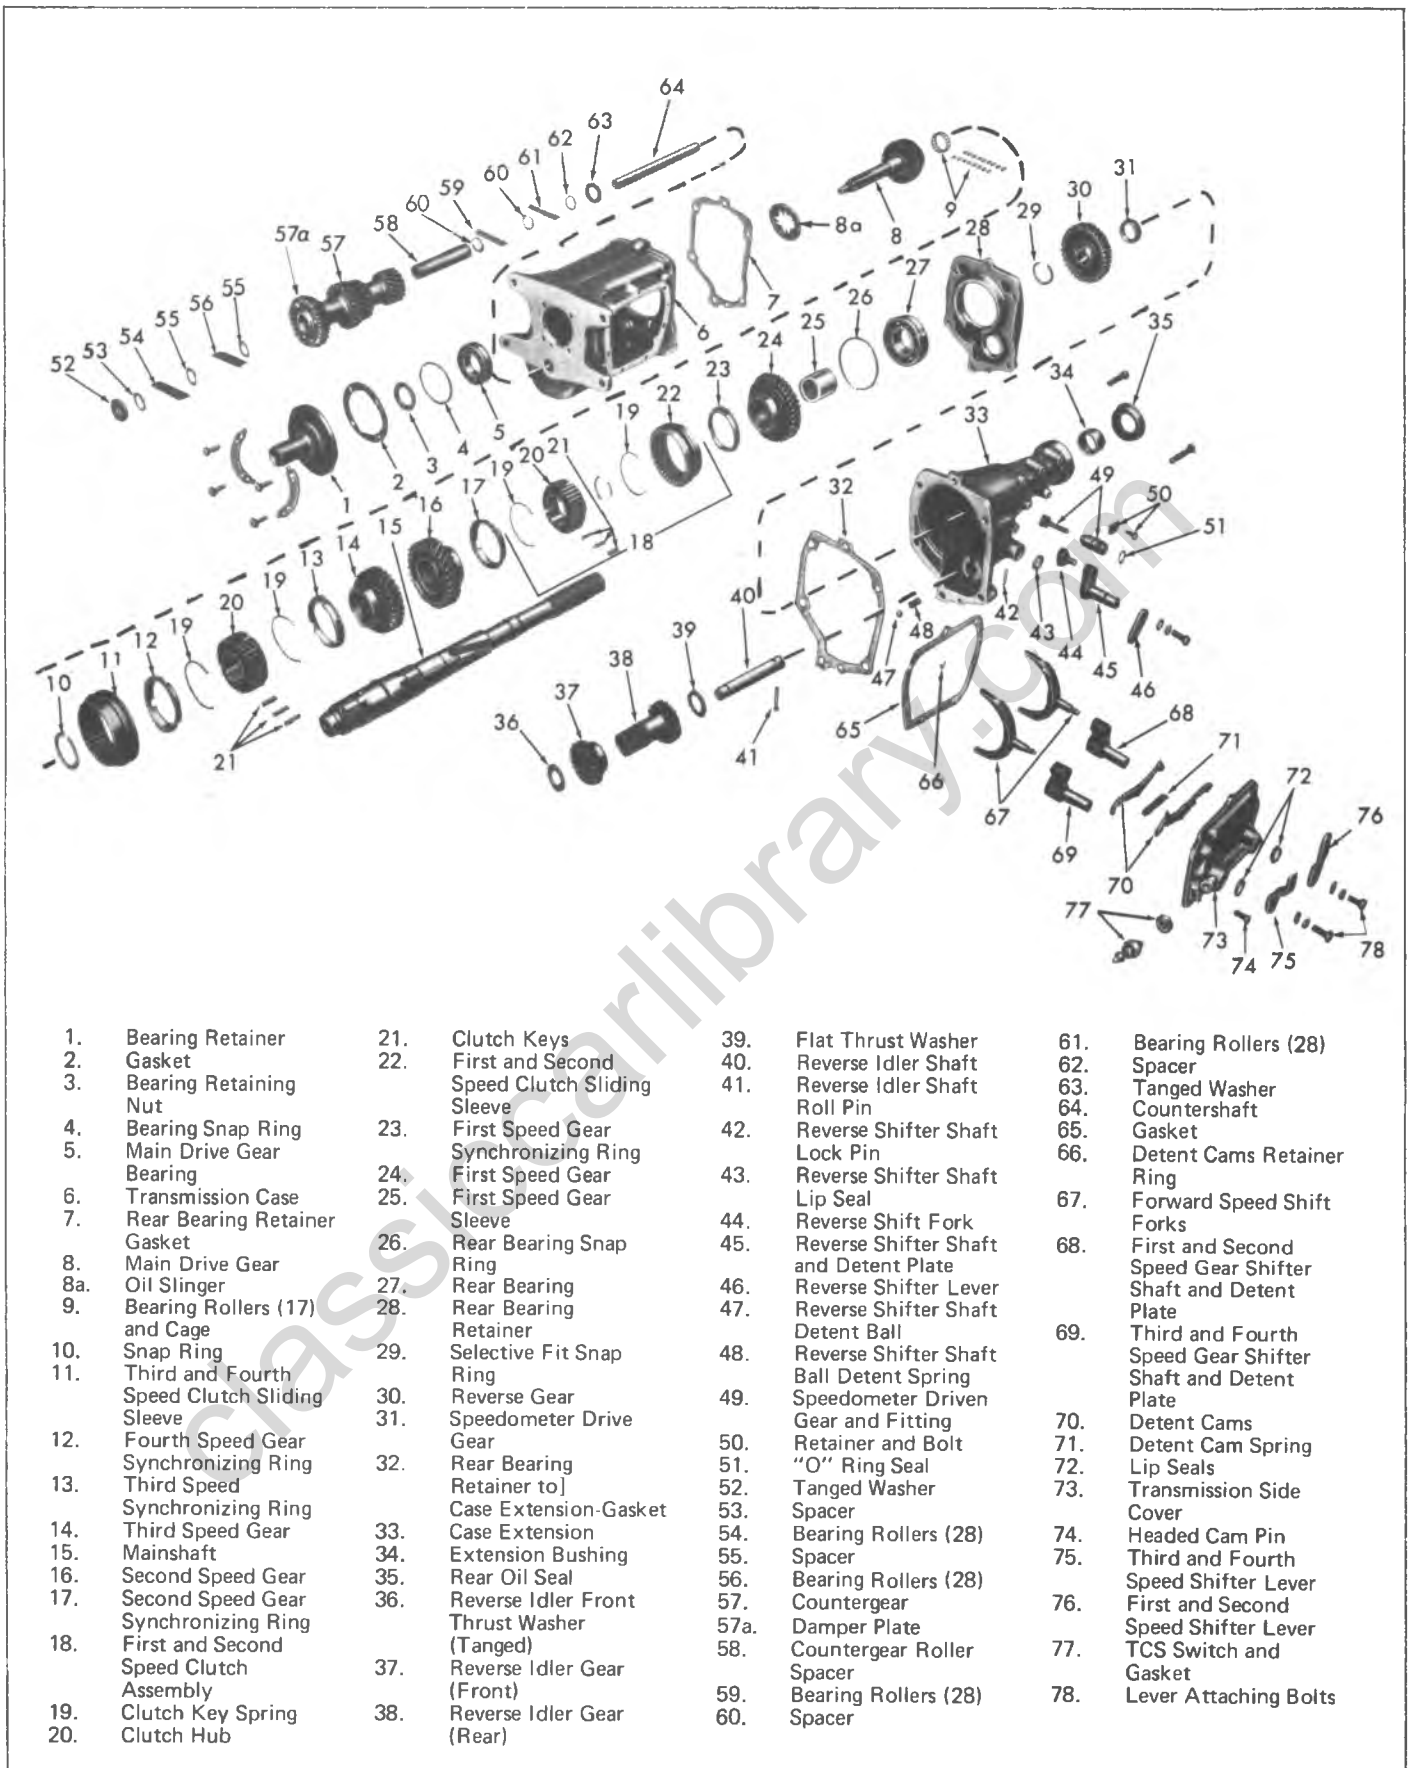 64
63
62
61
60
59
60
58
57
57a
56
55
55
54
53
52
31
30
29
28
9
8
8a
7
6
27
26
25
24
23
22
35
34
33
5
4
3
2
1
19
21
20
19
18
17
16
15
14
13
19
20
19
12
11
10
21
32
49
50
51
48
47
42
43
44
45
46
40
39
38
37
36
41
65
66
67
68
69
70
71
72
76
77
73
74
75
78
classiccarlibrary.com
1. Bearing Retainer
2. Gasket
3. Bearing Retaining
Nut
4. Bearing Snap Ring
5. Main Drive Gear
Bearing
6. Transmission Case
7. Rear Bearing Retainer
Gasket
8. Main Drive Gear
8a. Oil Slinger
9. Bearing Rollers (17)
and Cage
10. Snap Ring
11. Third and Fourth
Speed Clutch Sliding
Sleeve
12. Fourth Speed Gear
Synchronizing Ring
13. Third Speed
Synchronizing Ring
14. Third Speed Gear
15. Mainshaft
16. Second Speed Gear
17. Second Speed Gear
Synchronizing Ring
18. First and Second
Speed Clutch
Assembly
19. Clutch Key Spring
20. Clutch Hub
21. Clutch Keys
22. First and Second
Speed Clutch Sliding
Sleeve
23. First Speed Gear
Synchronizing Ring
24. First Speed Gear
25. First Speed Gear
Sleeve
26. Rear Bearing Snap
Ring
27. Rear Bearing
28. Rear Bearing
Retainer
29. Selective Fit Snap
Ring
30. Reverse Gear
31. Speedometer Drive
Gear
32. Rear Bearing
Retainer to]
Case Extension-Gasket
33. Case Extension
34. Extension Bushing
35. Rear Oil Seal
36. Reverse Idler Front
Thrust Washer
(Tanged)
37. Reverse Idler Gear
(Front)
38. Reverse Idler Gear
(Rear)
39. Flat Thrust Washer
40. Reverse Idler Shaft
41. Reverse Idler Shaft
Roll Pin
42. Reverse Shifter Shaft
Lock Pin
43. Reverse Shifter Shaft
Lip Seal
44. Reverse Shift Fork
45. Reverse Shifter Shaft
and Detent Plate
46. Reverse Shifter Lever
47. Reverse Shifter Shaft
Detent Ball
48. Reverse Shifter Shaft
Ball Detent Spring
49. Speedometer Driven
Gear and Fitting
50. Retainer and Bolt
51. "O" Ring Seal
52. Tanged Washer
53. Spacer
54. Bearing Rollers (28)
55. Spacer
56. Bearing Rollers (28)
57. Countergear
57a. Damper Plate
58. Countergear Roller
Spacer
59. Bearing Rollers (28)
60. Spacer
61. Bearing Rollers (28)
62. Spacer
63. Tanged Washer
64. Countershaft
65. Gasket
66. Detent Cams Retainer
Ring
67. Forward Speed Shift
Forks
68. First and Second
Speed Gear Shifter
Shaft and Detent
Plate
69. Third and Fourth
Speed Gear Shifter
Shaft and Detent
Plate
70. Detent Cams
71. Detent Cam Spring
72. Lip Seals
73. Transmission Side
Cover
74. Headed Cam Pin
75. Third and Fourth
Speed Shifter Lever
76. First and Second
Speed Shifter Lever
77. TCS Switch and
Gasket
78. Lever Attaching Bolts